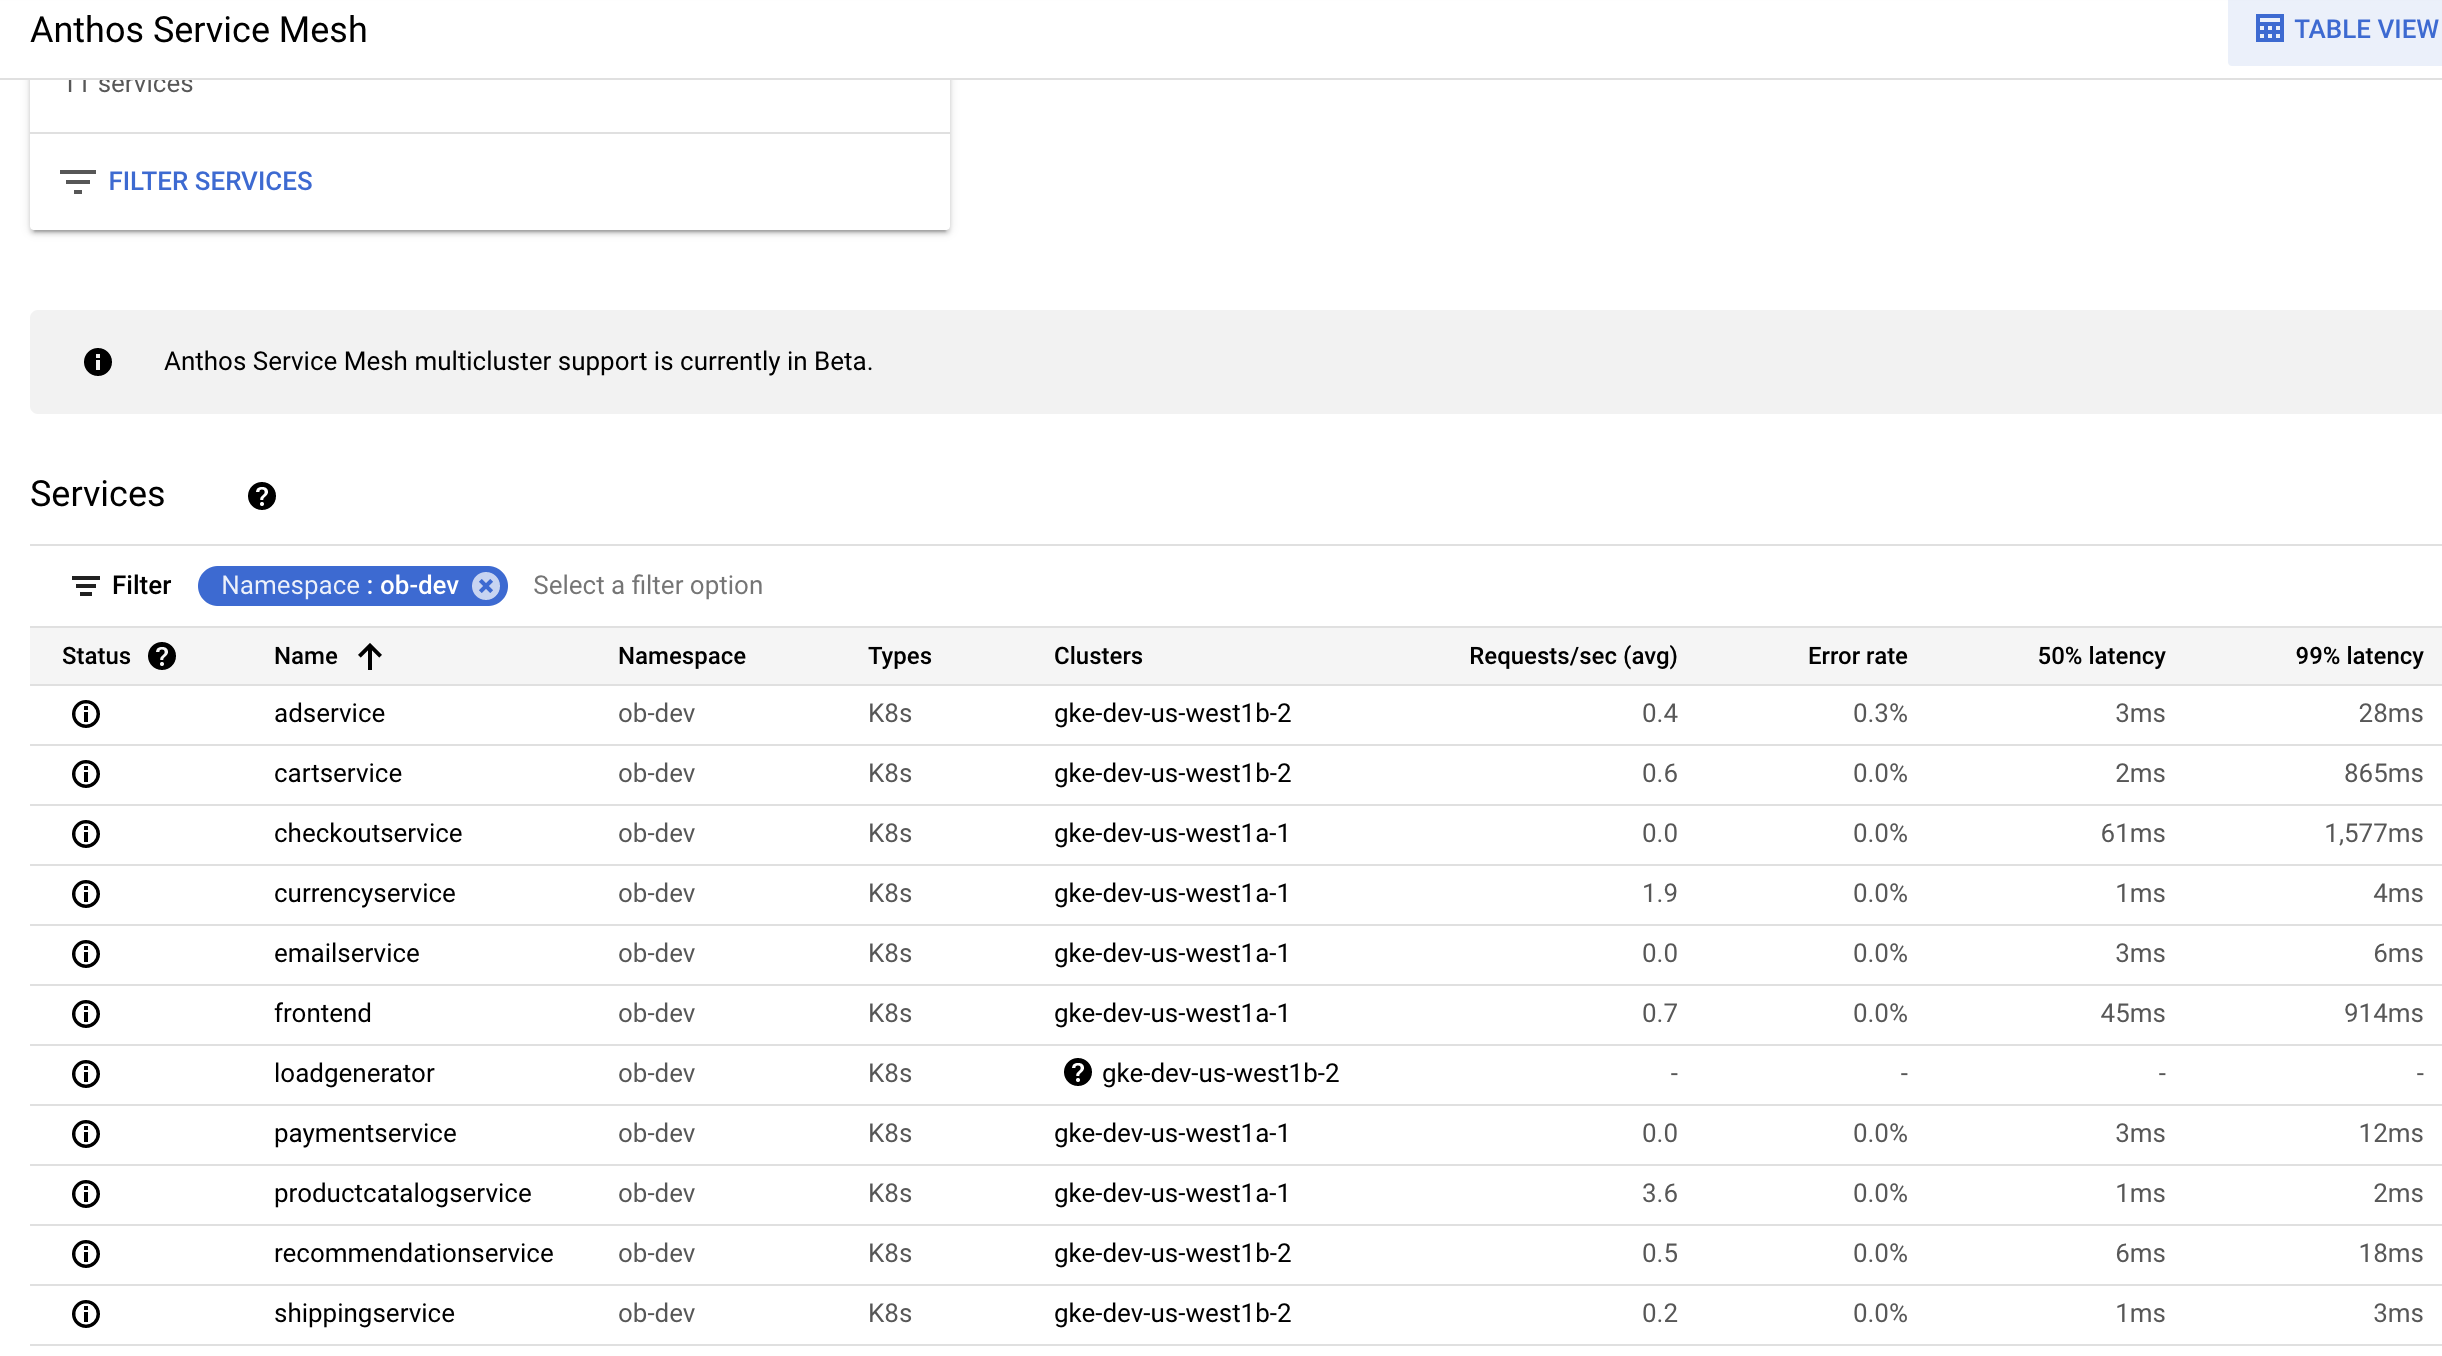 Anthos Service Mesh
TABLE VIEW
11 services
FILTER SERVICES
Anthos Service Mesh multicluster support is currently in Beta.
Services
Filter Namespace : ob-dev Select a filter option
Status Name Namespace Types Clusters Requests/sec (avg) Error rate 50% latency 99% latency
adservice ob-dev K8s gke-dev-us-west1b-2 0.4 0.3% 3ms 28ms
cartservice ob-dev K8s gke-dev-us-west1b-2 0.6 0.0% 2ms 865ms
checkoutservice ob-dev K8s gke-dev-us-west1a-1 0.0 0.0% 61ms 1,577ms
currencyservice ob-dev K8s gke-dev-us-west1a-1 1.9 0.0% 1ms 4ms
emailservice ob-dev K8s gke-dev-us-west1a-1 0.0 0.0% 3ms 6ms
frontend ob-dev K8s gke-dev-us-west1a-1 0.7 0.0% 45ms 914ms
loadgenerator ob-dev K8s gke-dev-us-west1b-2 - - - -
paymentservice ob-dev K8s gke-dev-us-west1a-1 0.0 0.0% 3ms 12ms
productcatalogservice ob-dev K8s gke-dev-us-west1a-1 3.6 0.0% 1ms 2ms
recommendationservice ob-dev K8s gke-dev-us-west1b-2 0.5 0.0% 6ms 18ms
shippingservice ob-dev K8s gke-dev-us-west1b-2 0.2 0.0% 1ms 3ms